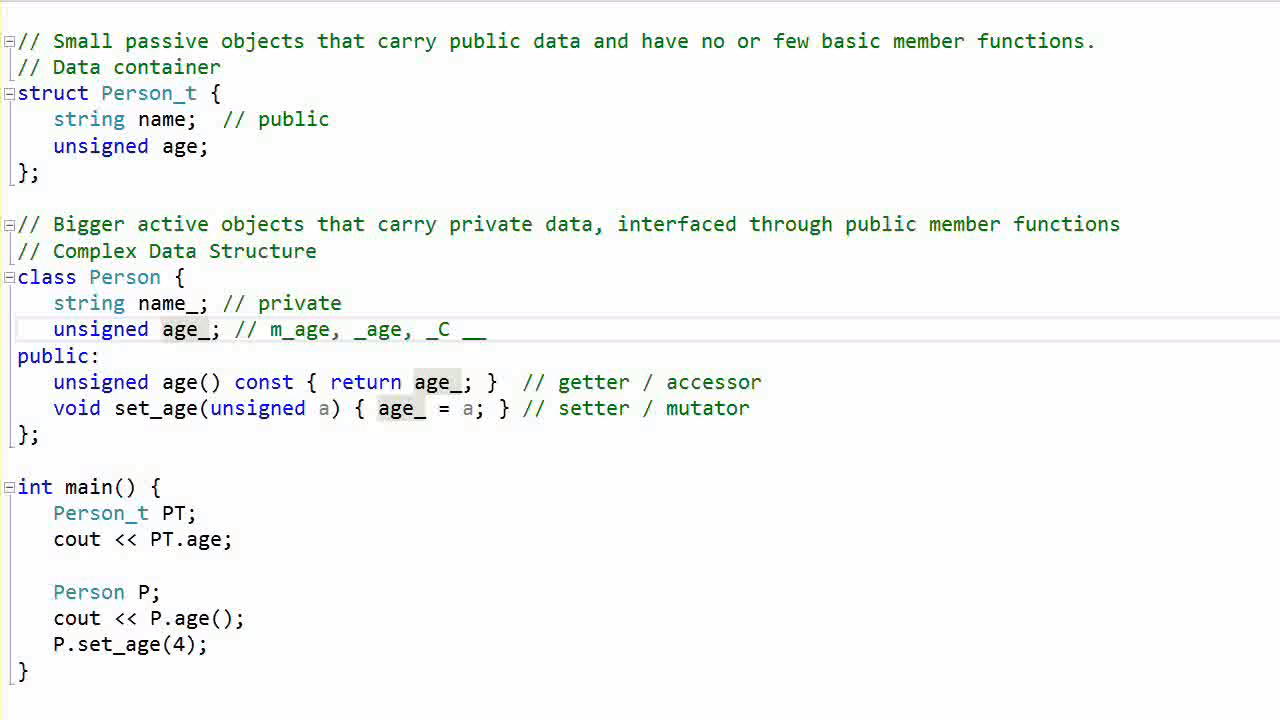 // Small passive objects that carry public data and have no or few basic member functions.
// Data container
struct Person_t {
   string name;  // public
   unsigned age;
};
// Bigger active objects that carry private data, interfaced through public member functions
// Complex Data Structure
class Person {
   string name_; // private
   unsigned age_; // m_age, _age, _C __
public:
   unsigned age() const { return age_; }  // getter / accessor
   void set_age(unsigned a) { age_ = a; } // setter / mutator
};
int main() {
   Person_t PT;
   cout << PT.age;
   Person P;
   cout << P.age();
   P.set_age(4);
}